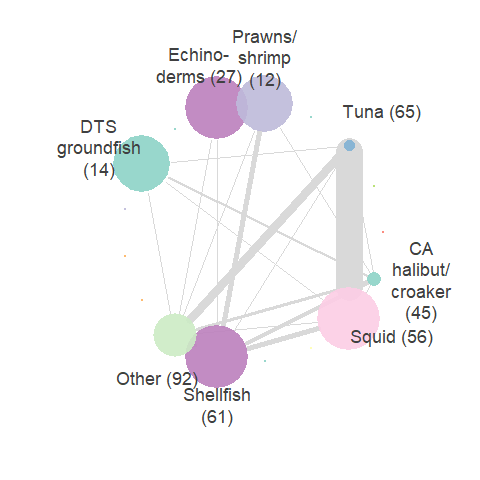 Prawns/
shrimp
(12)
Echino-
derms (27)
Tuna (65)
DTS
groundfish
(14)
CA
halibut/
croaker
(45)
Squid (56)
Other (92)
Shellfish
(61)